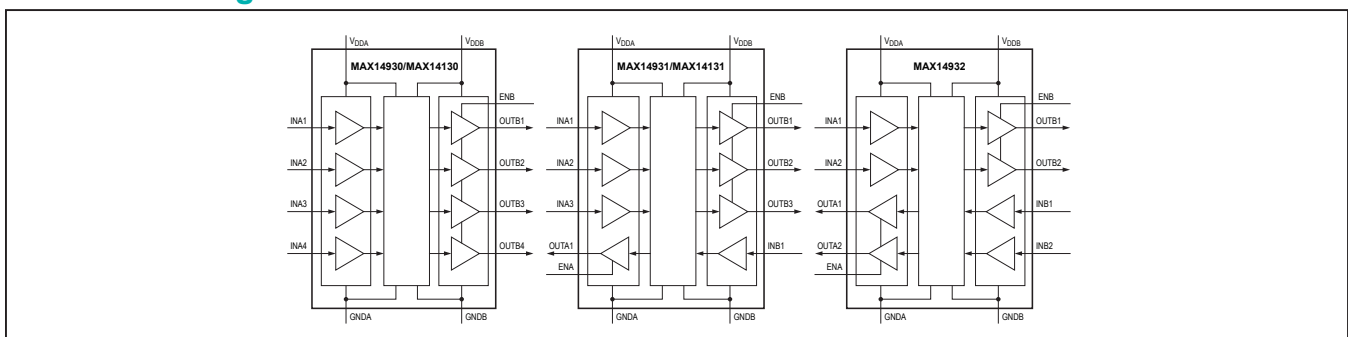 VDDA VDDB
MAX14930/MAX14130
ENB
INA1 OUTB1
INA2 OUTB2
INA3 OUTB3
INA4 OUTB4
GNDA GNDB
VDDA VDDB
MAX14931/MAX14131
ENB
INA1 OUTB1
INA2 OUTB2
INA3 OUTB3
OUTA1 INB1
ENA
GNDA GNDB
VDDA VDDB
MAX14932
ENB
INA1 OUTB1
INA2 OUTB2
OUTA1 INB1
OUTA2 INB2
ENA
GNDA GNDB